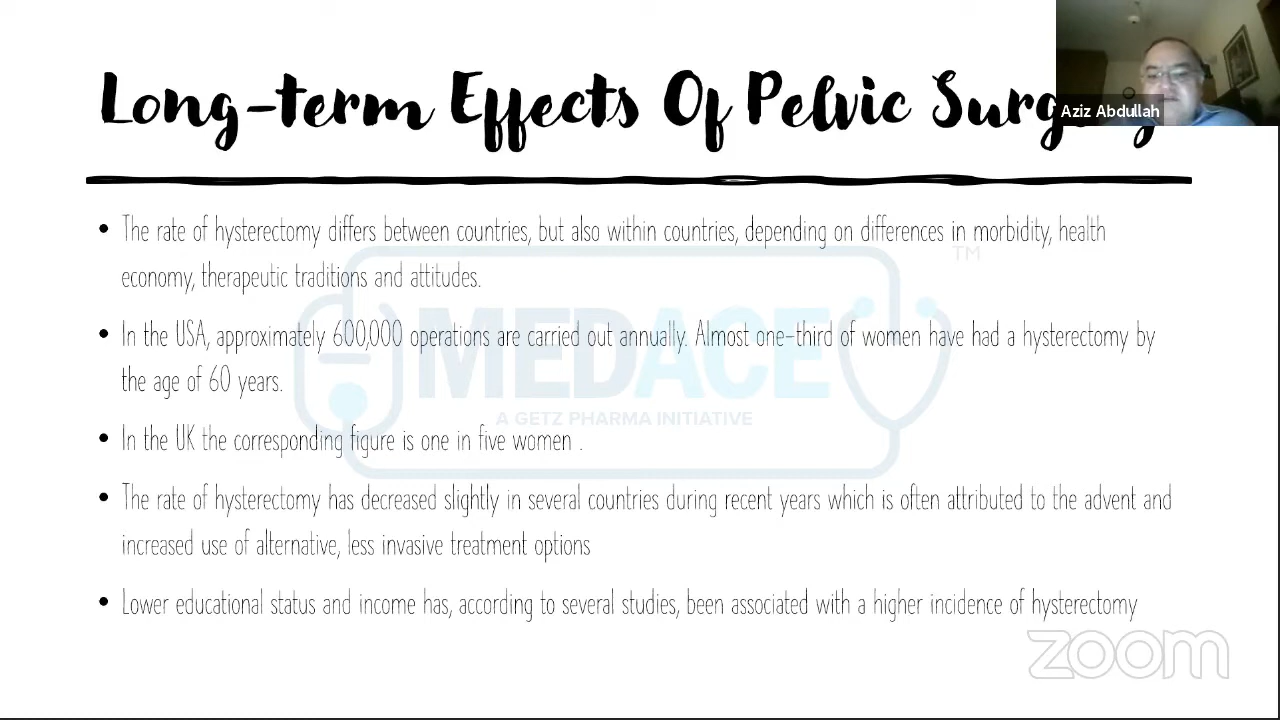 Long-term Effects Of Pelvic Surgery
Aziz Abdullah
• The rate of hysterectomy differs between countries, but also within countries, depending on differences in morbidity, health
economy, therapeutic traditions and attitudes.
TM
• In the USA, approximately 600,000 operations are carried out annually. Almost one-third of women have had a hysterectomy by
the age of 60 years.
MEDACE
A GETZ PHARMA INITIATIVE
• In the UK the corresponding figure is one in five women .
• The rate of hysterectomy has decreased slightly in several countries during recent years which is often attributed to the advent and
increased use of alternative, less invasive treatment options
• Lower educational status and income has, according to several studies, been associated with a higher incidence of hysterectomy
zoom